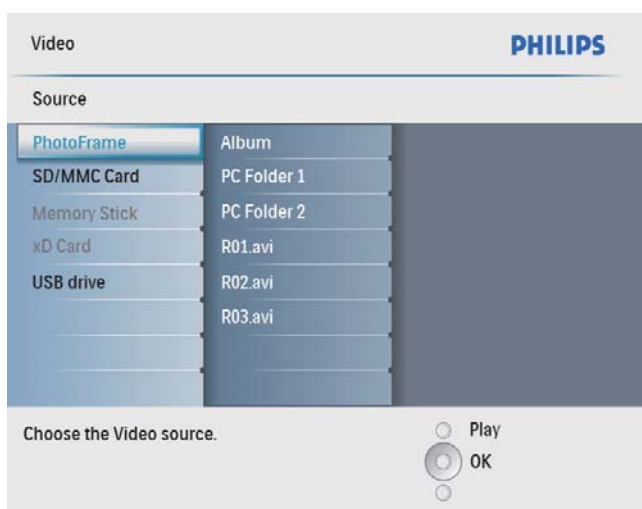 Video
PHILIPS
Source
PhotoFrame
SD/MMC Card
Memory Stick
xD Card
USB drive
Album
PC Folder 1
PC Folder 2
R01.avi
R02.avi
R03.avi
Choose the Video source.
Play
OK